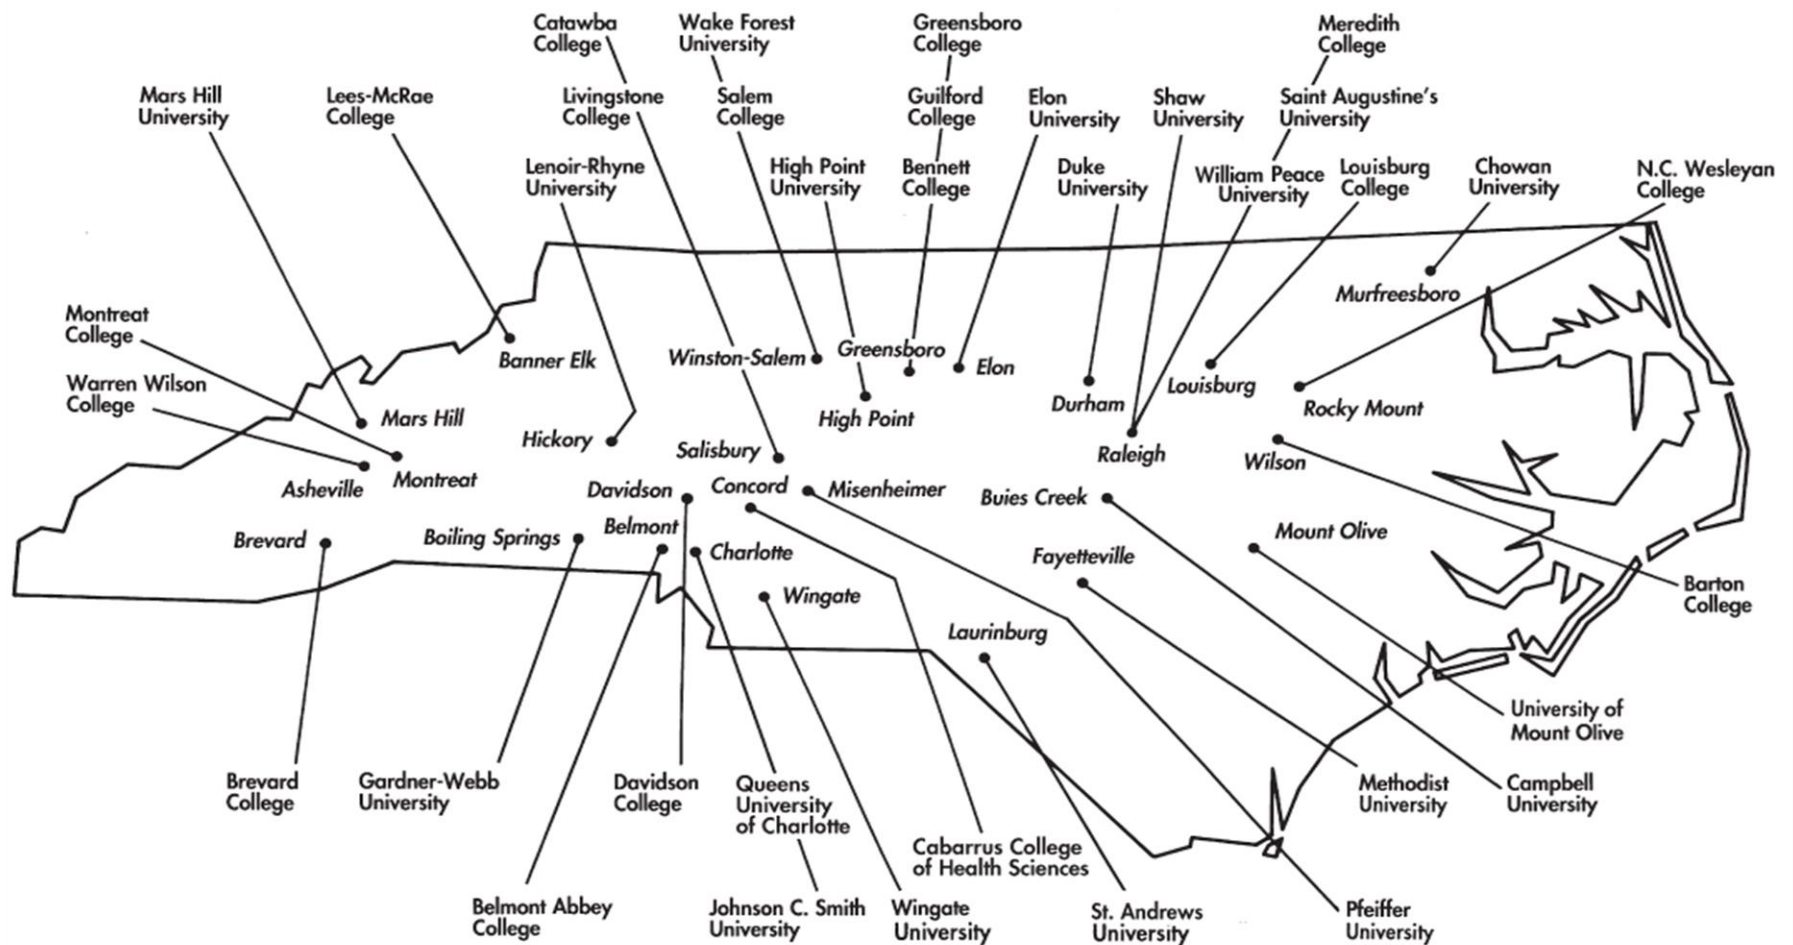 Catawba
College
Wake Forest
University
Greensboro
College
Meredith
College
Mars Hill
University
Lees-McRae
College
Livingstone
College
Salem
College
Guilford
College
Elon
University
Shaw
University
Saint Augustine's
University
Lenoir-Rhyne
University
High Point
University
Bennett
College
Duke
University
William Peace
University
Louisburg
College
Chowan
University
N.C. Wesleyan
College
Murfreesboro
Montreat
College
Banner Elk
Winston-Salem
Greensboro
Elon
Louisburg
Warren Wilson
College
Mars Hill
High Point
Durham
Rocky Mount
Hickory
Salisbury
Raleigh
Wilson
Asheville
Montreat
Davidson
Concord
Misenheimer
Buies Creek
Brevard
Boiling Springs
Belmont
Charlotte
Fayetteville
Mount Olive
Wingate
Barton
College
Laurinburg
University of
Mount Olive
Brevard
College
Gardner-Webb
University
Davidson
College
Queens
University
of Charlotte
Methodist
University
Campbell
University
Cabarrus College
of Health Sciences
Belmont Abbey
College
Johnson C. Smith
University
Wingate
University
St. Andrews
University
Pfeiffer
University